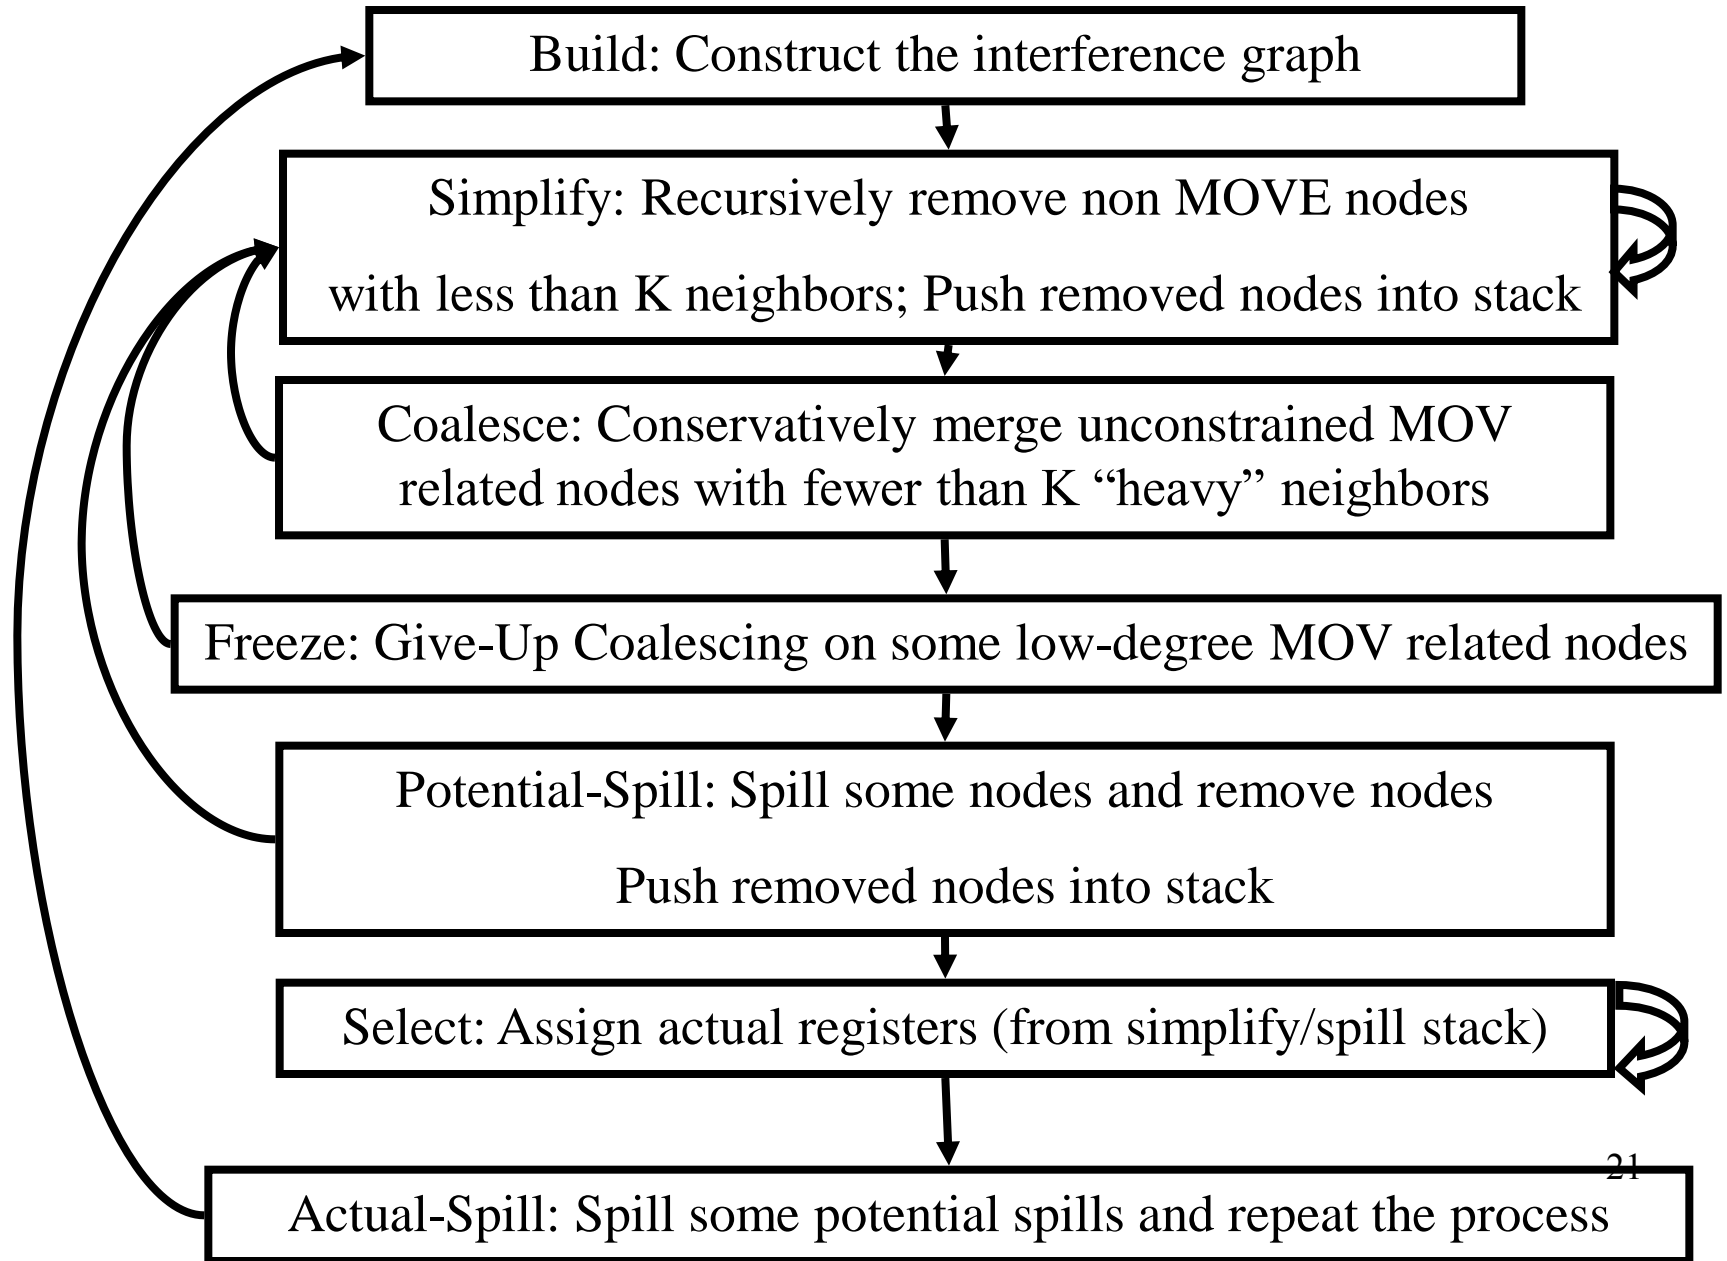 Build: Construct the interference graph
Simplify: Recursively remove non MOVE nodes
with less than K neighbors; Push removed nodes into stack
Coalesce: Conservatively merge unconstrained MOV
related nodes with fewer than K “heavy” neighbors
Freeze: Give-Up Coalescing on some low-degree MOV related nodes
Potential-Spill: Spill some nodes and remove nodes
Push removed nodes into stack
Select: Assign actual registers (from simplify/spill stack)
21
Actual-Spill: Spill some potential spills and repeat the process